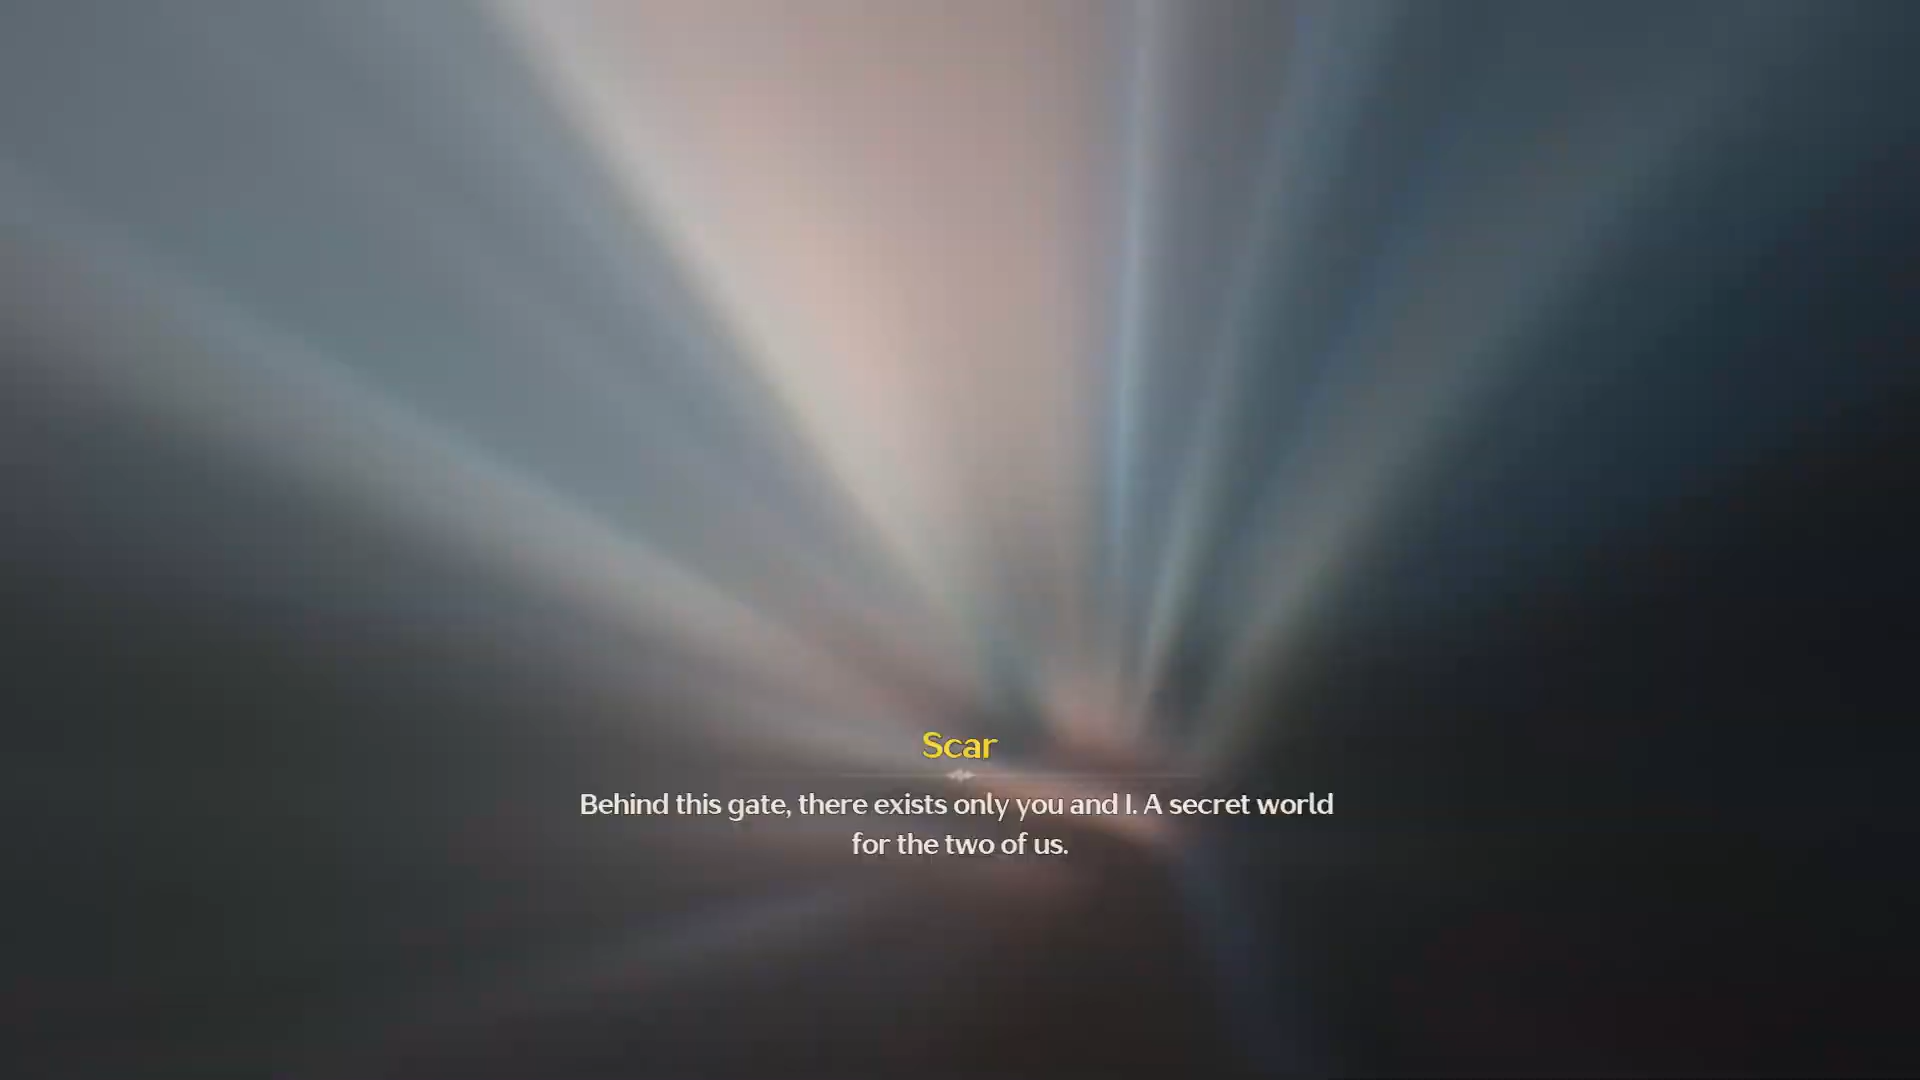 Scar
Behind this gate, there exists only you and I. A secret world
for the two of us.